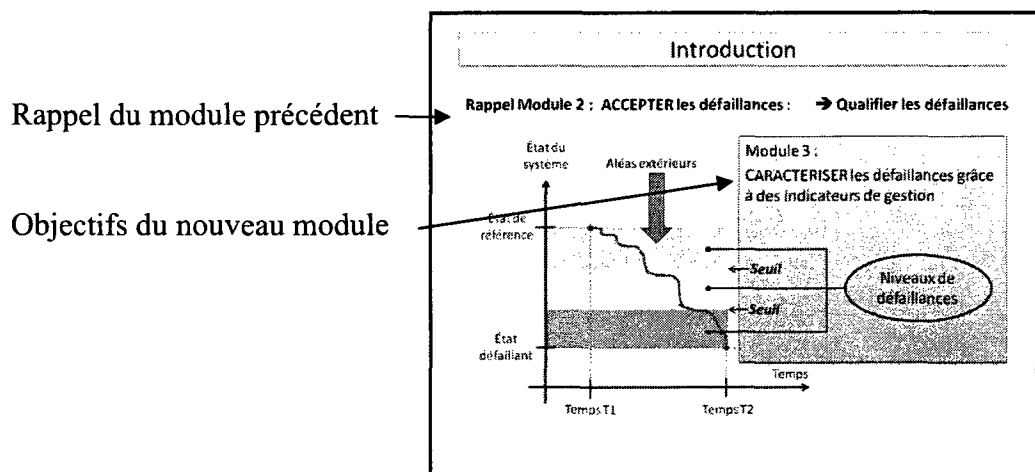 Introduction
Rappel du module précédent
Rappel Module 2 : ACCEPTER les défaillances : ➔ Qualifier les défaillances
Objectifs du nouveau module
État du
système
Aléas extérieurs
Module 3 :
CARACTERISER les défaillances grâce
à des indicateurs de gestion
État de
référence
←Seuil
Niveaux de
défaillances
←Seuil
État
défaillant
Temps
Temps T1
Temps T2